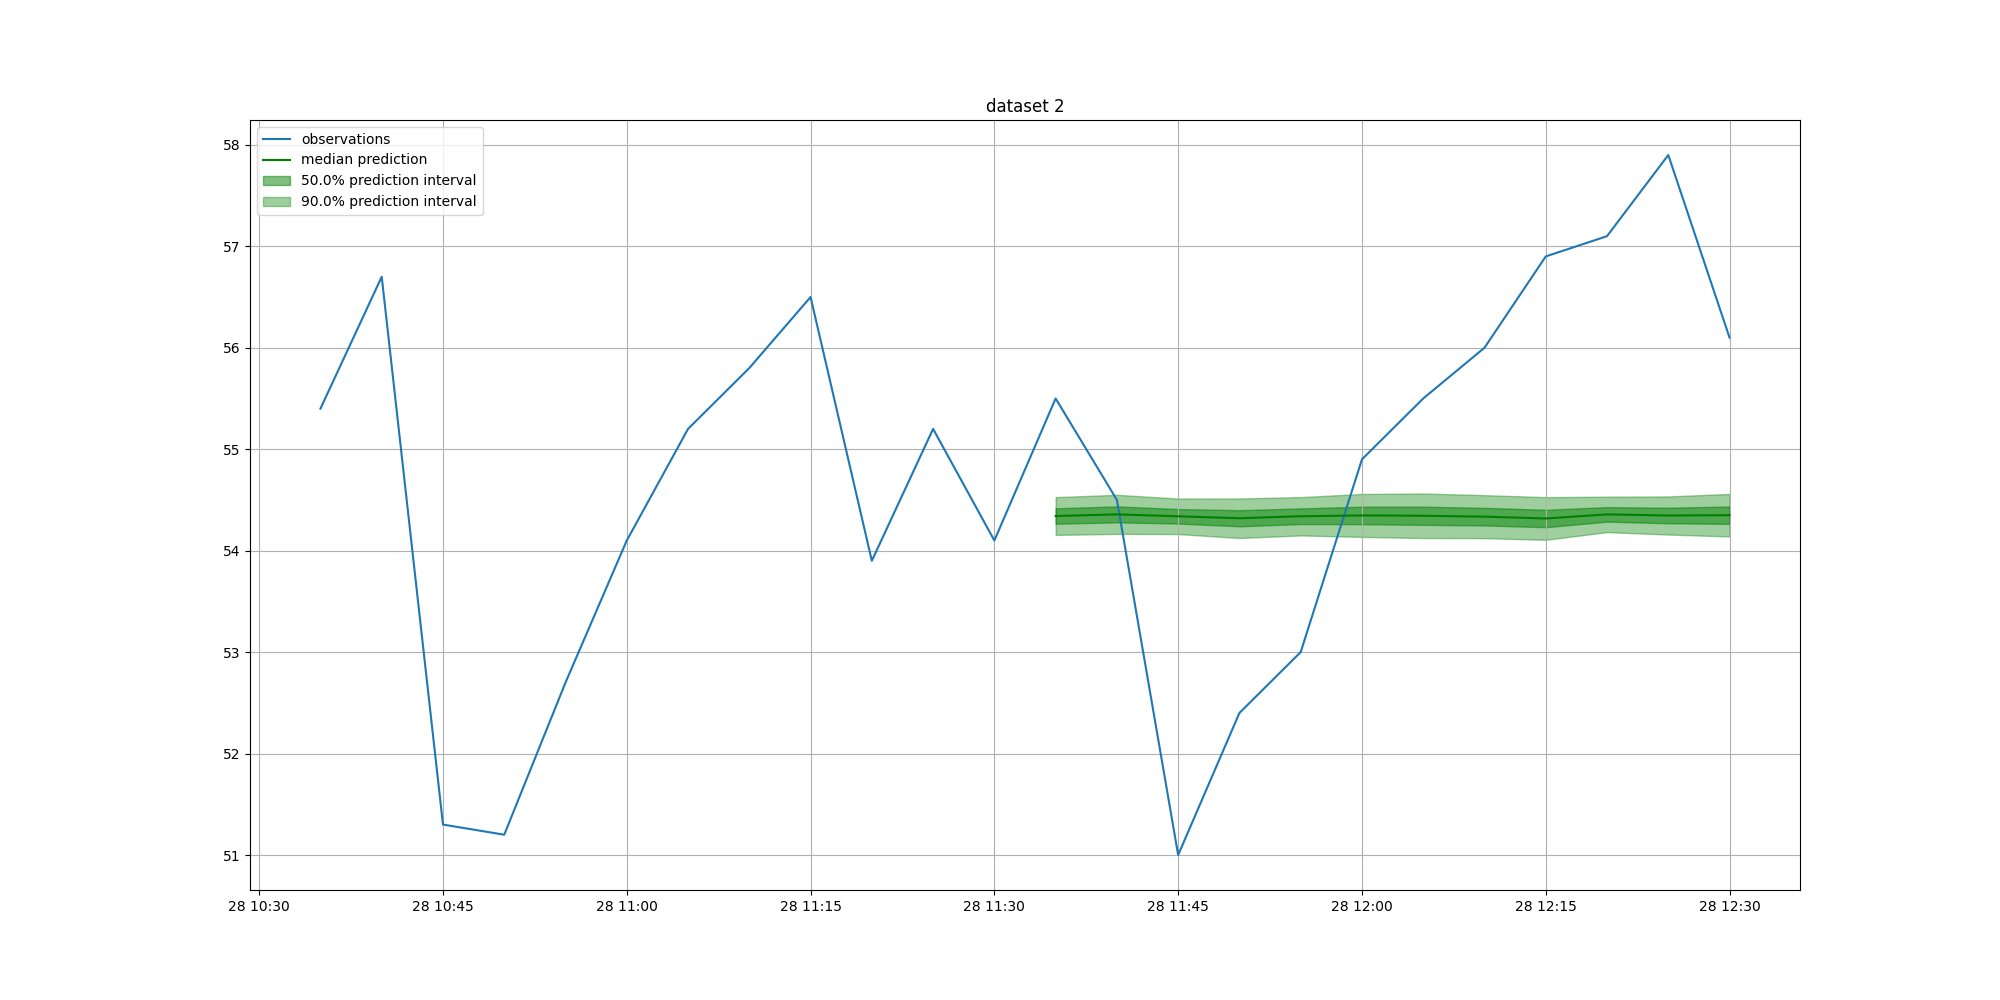 dataset 2
observations
median prediction
50.0% prediction interval
90.0% prediction interval
58
57
56
55
54
53
52
51
28 10:30 28 10:45 28 11:00 28 11:15 28 11:30 28 11:45 28 12:00 28 12:15 28 12:30